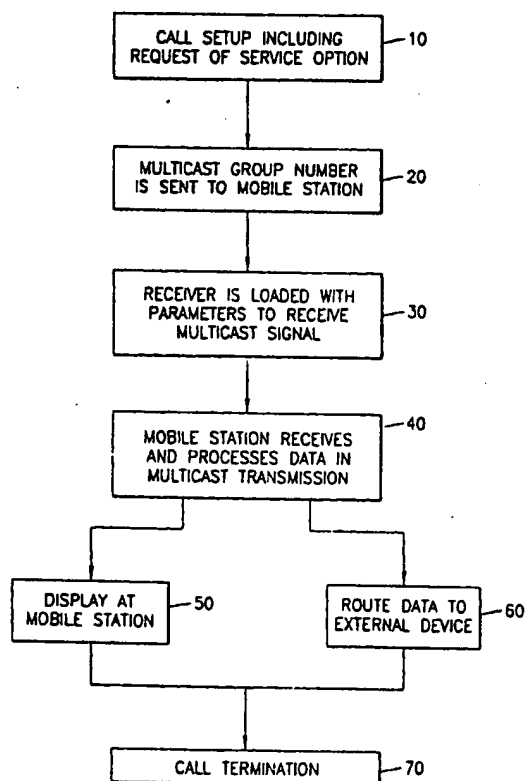 CALL SETUP INCLUDING
REQUEST OF SERVICE OPTION
10
MULTICAST GROUP NUMBER
IS SENT TO MOBILE STATION
20
RECEIVER IS LOADED WITH
PARAMETERS TO RECEIVE
MULTICAST SIGNAL
30
40
MOBILE STATION RECEIVES
AND PROCESSES DATA IN
MULTICAST TRANSMISSION
DISPLAY AT
MOBILE STATION
50
ROUTE DATA TO
EXTERNAL DEVICE
60
CALL TERMINATION
70